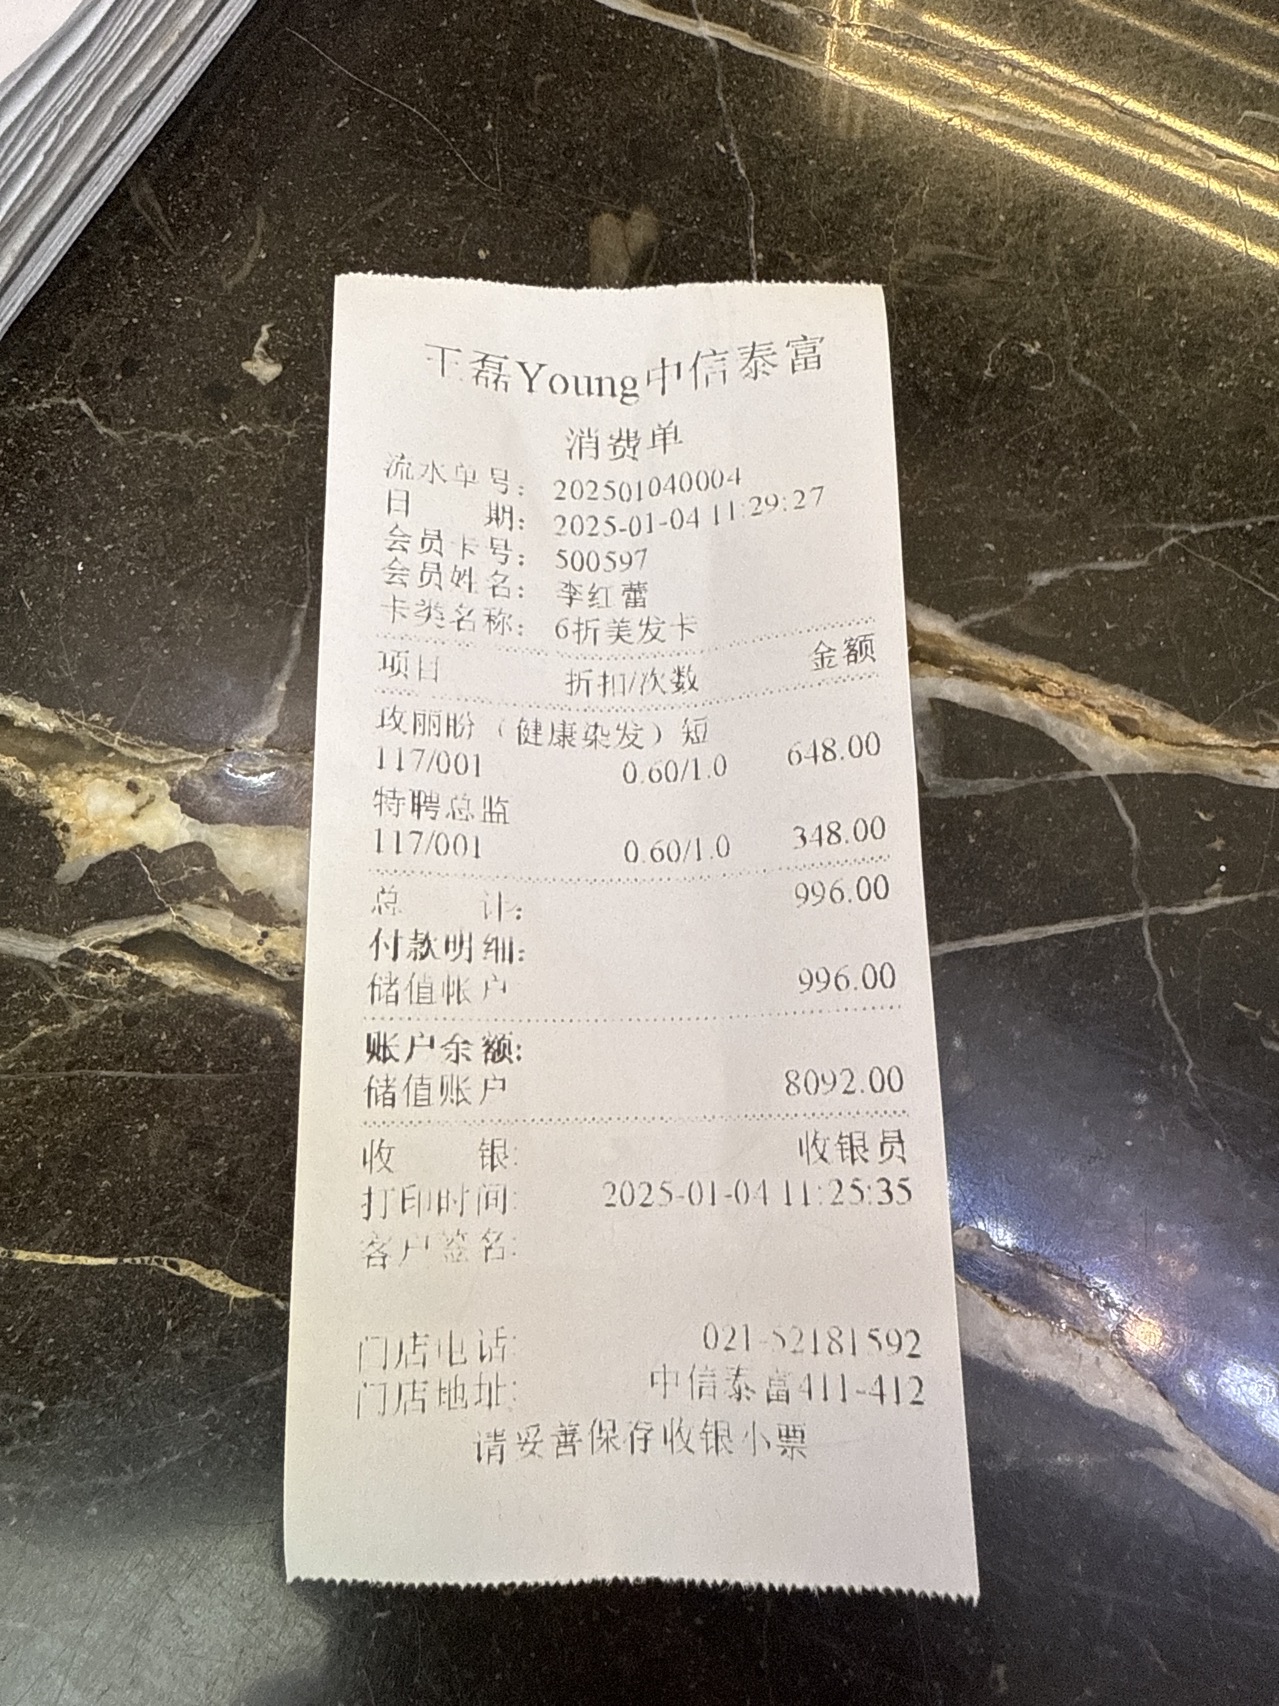 王磊Young中信泰富
消费单
流水单号: 202501040004
日 期: 2025-01-04 11:29:27
会员卡号: 500597
会员姓名: 李红蕾
卡类名称: 6折美发卡
项目 折扣/次数 金额
玫丽盼（健康染发）短
117/001 0.60/1.0 648.00
特聘总监
117/001 0.60/1.0 348.00
总 计: 996.00
付款明细:
储值帐户 996.00
账户余额:
储值账户 8092.00
收 银: 收银员
打印时间: 2025-01-04 11:25:35
客户签名:
门店电话: 021-52181592
门店地址: 中信泰富411-412
请妥善保存收银小票